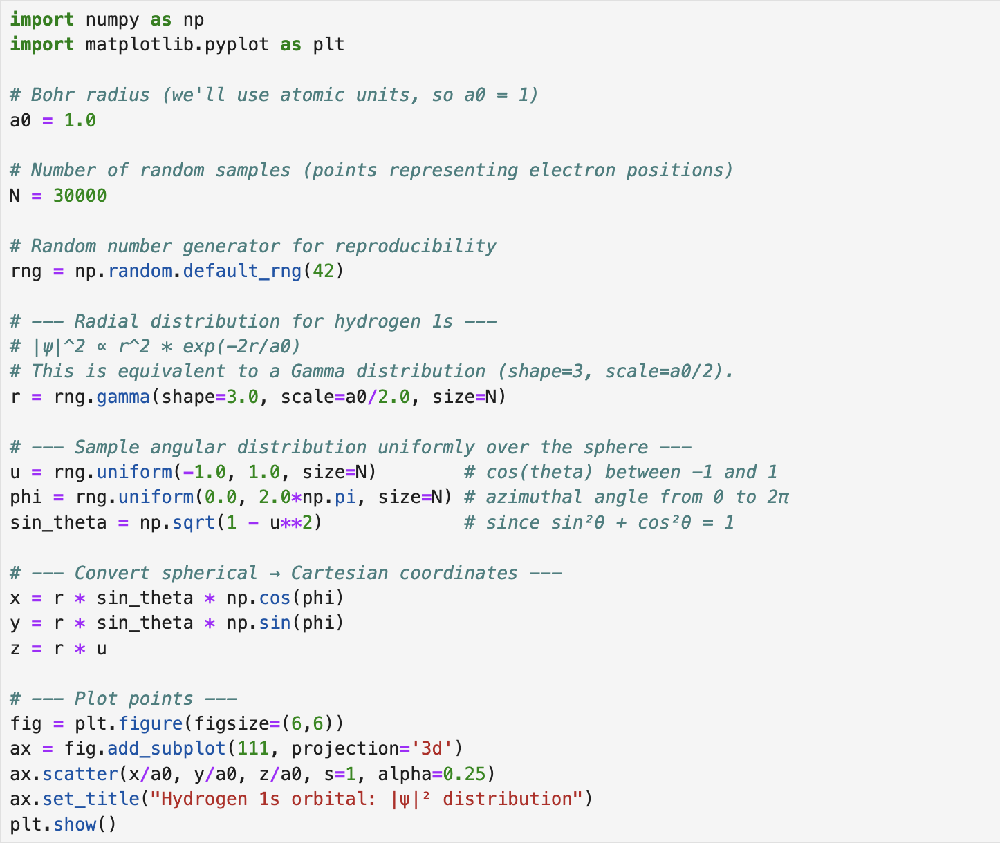 import numpy as np
import matplotlib.pyplot as plt
# Bohr radius (we'll use atomic units, so a0 = 1)
a0 = 1.0
# Number of random samples (points representing electron positions)
N = 30000
# Random number generator for reproducibility
rng = np.random.default_rng(42)
# --- Radial distribution for hydrogen 1s ---
# |ψ|^2 ∝ r^2 * exp(-2r/a0)
# This is equivalent to a Gamma distribution (shape=3, scale=a0/2).
r = rng.gamma(shape=3.0, scale=a0/2.0, size=N)
# --- Sample angular distribution uniformly over the sphere ---
u = rng.uniform(-1.0, 1.0, size=N)        # cos(theta) between -1 and 1
phi = rng.uniform(0.0, 2.0*np.pi, size=N) # azimuthal angle from 0 to 2π
sin_theta = np.sqrt(1 - u**2)             # since sin²θ + cos²θ = 1
# --- Convert spherical → Cartesian coordinates ---
x = r * sin_theta * np.cos(phi)
y = r * sin_theta * np.sin(phi)
z = r * u
# --- Plot points ---
fig = plt.figure(figsize=(6,6))
ax = fig.add_subplot(111, projection='3d')
ax.scatter(x/a0, y/a0, z/a0, s=1, alpha=0.25)
ax.set_title("Hydrogen 1s orbital: |ψ|² distribution")
plt.show()